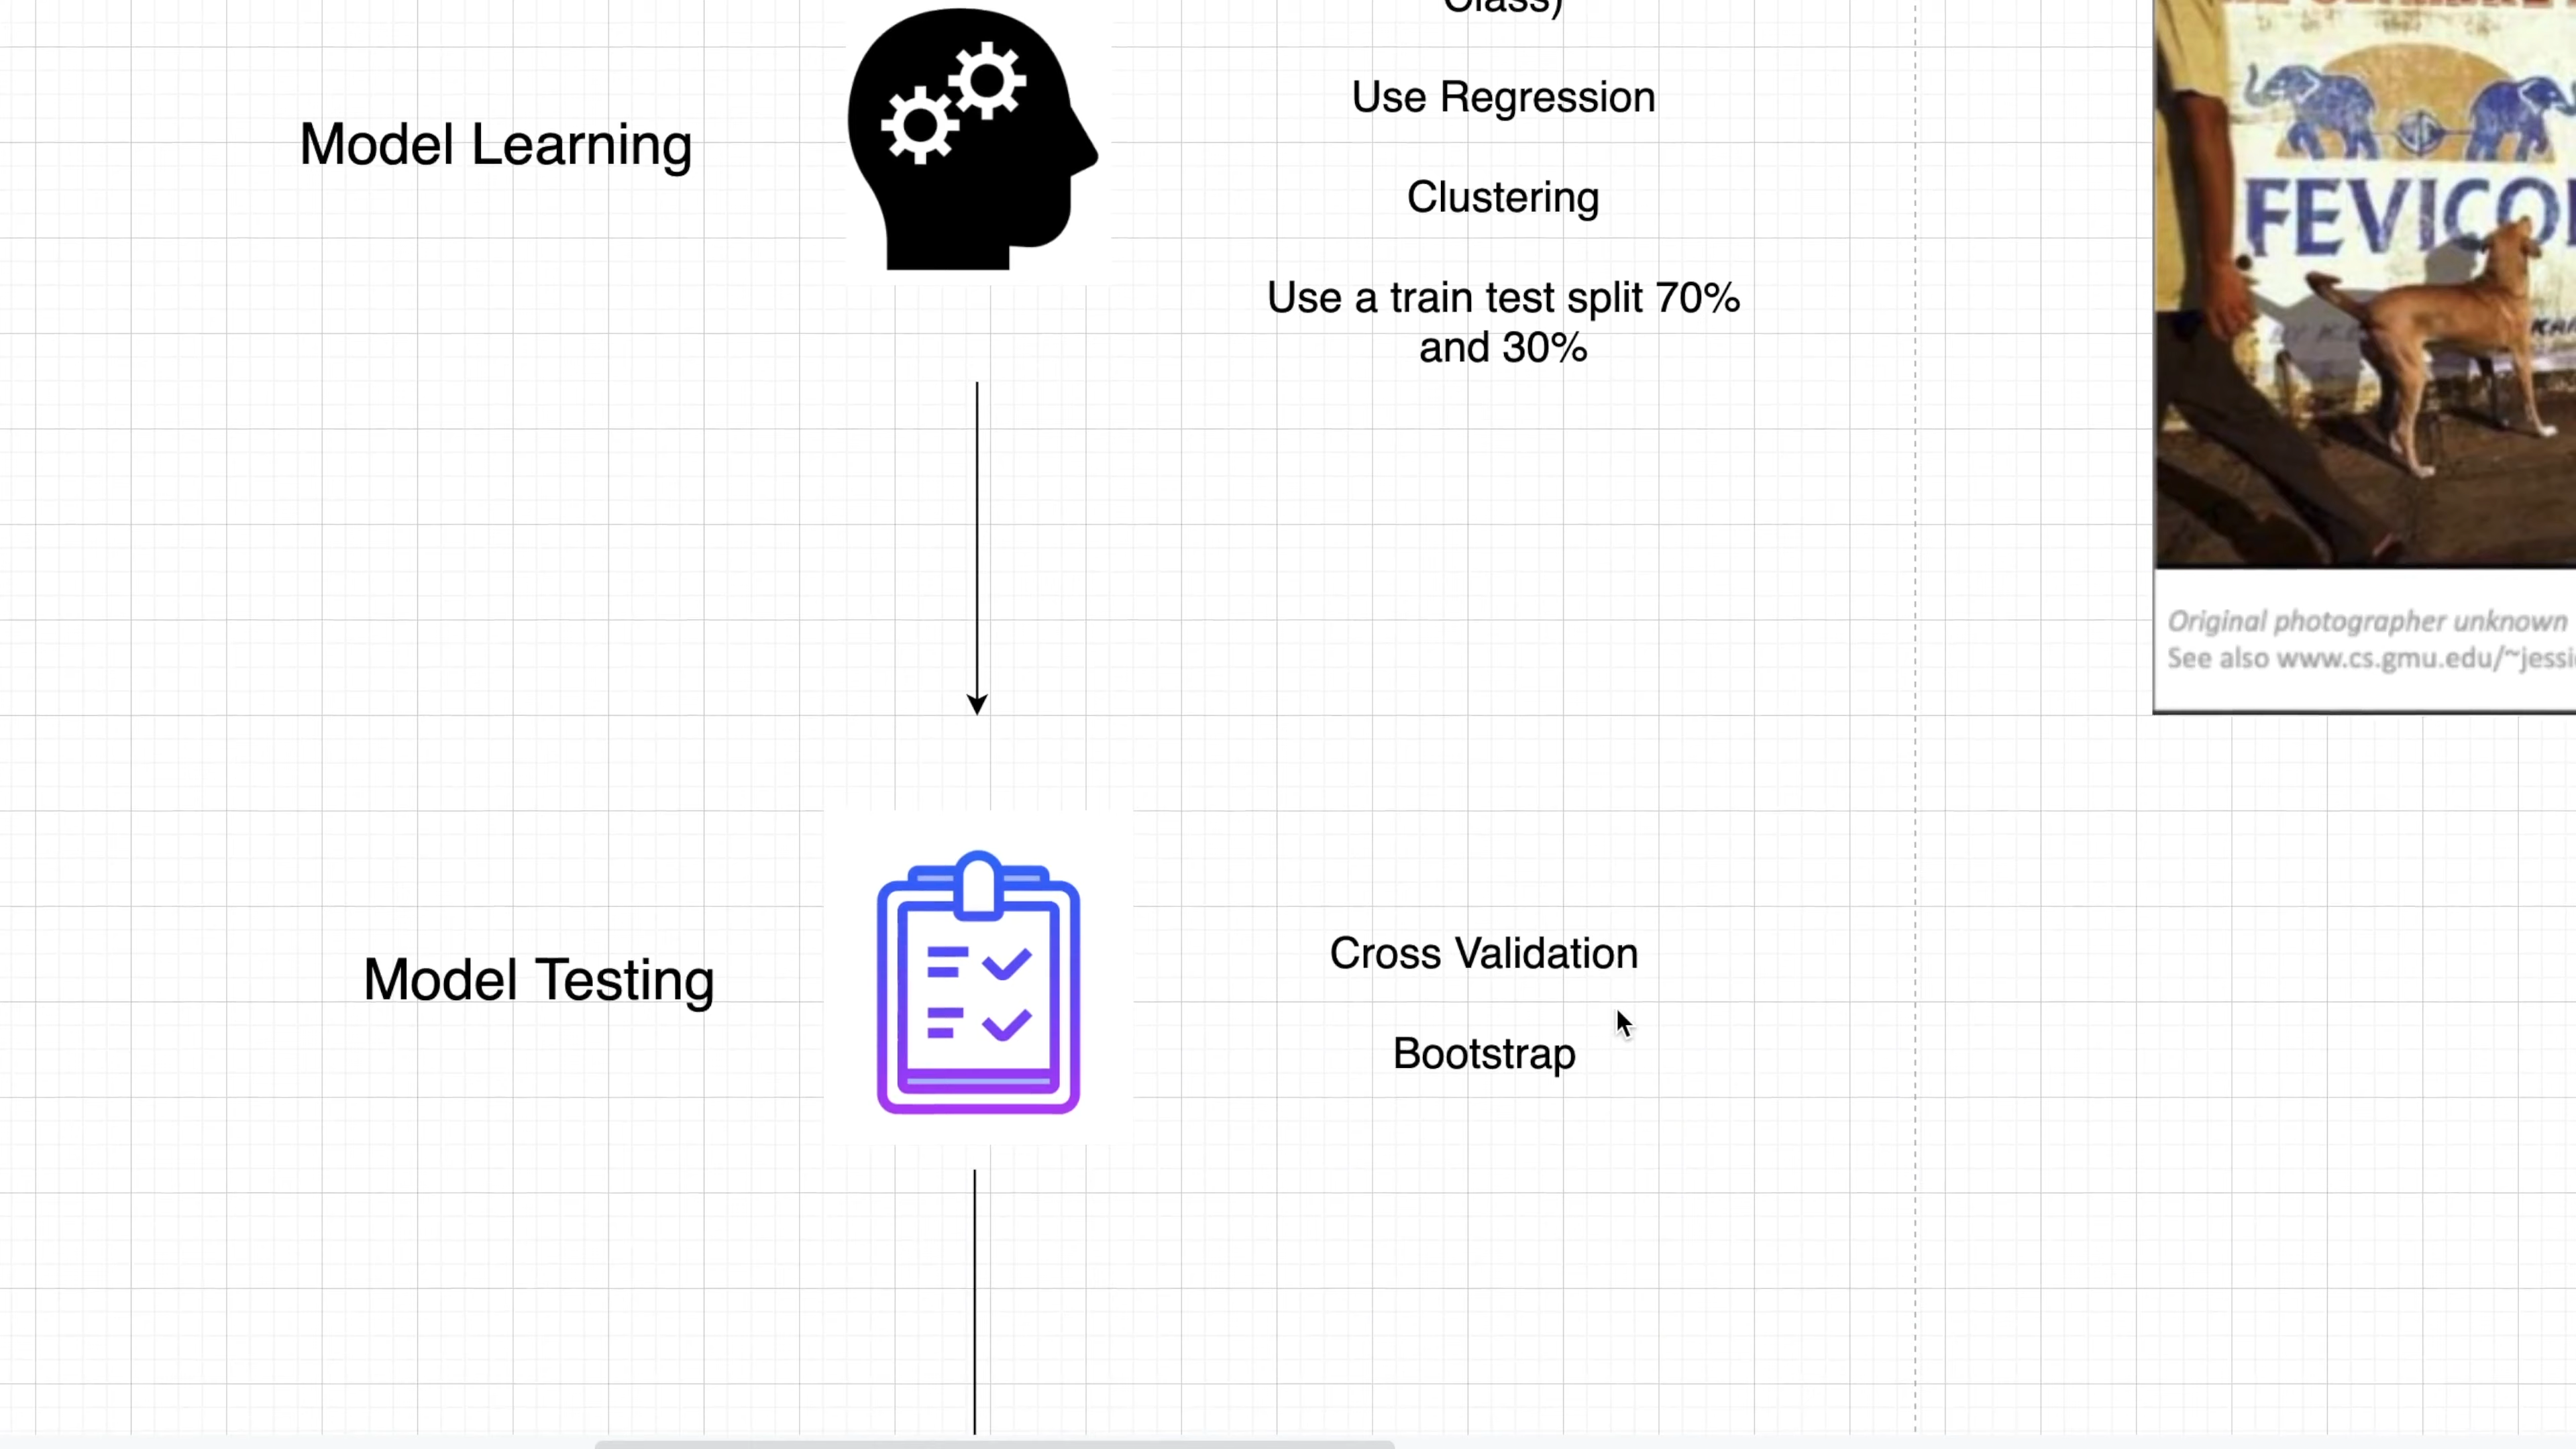 Class)
Use Regression
Model Learning
Clustering
Use a train test split 70%
and 30%
FEVICO
Original photographer unknown
See also www.cs.gmu.edu/~jessi
Model Testing
Cross Validation
Bootstrap